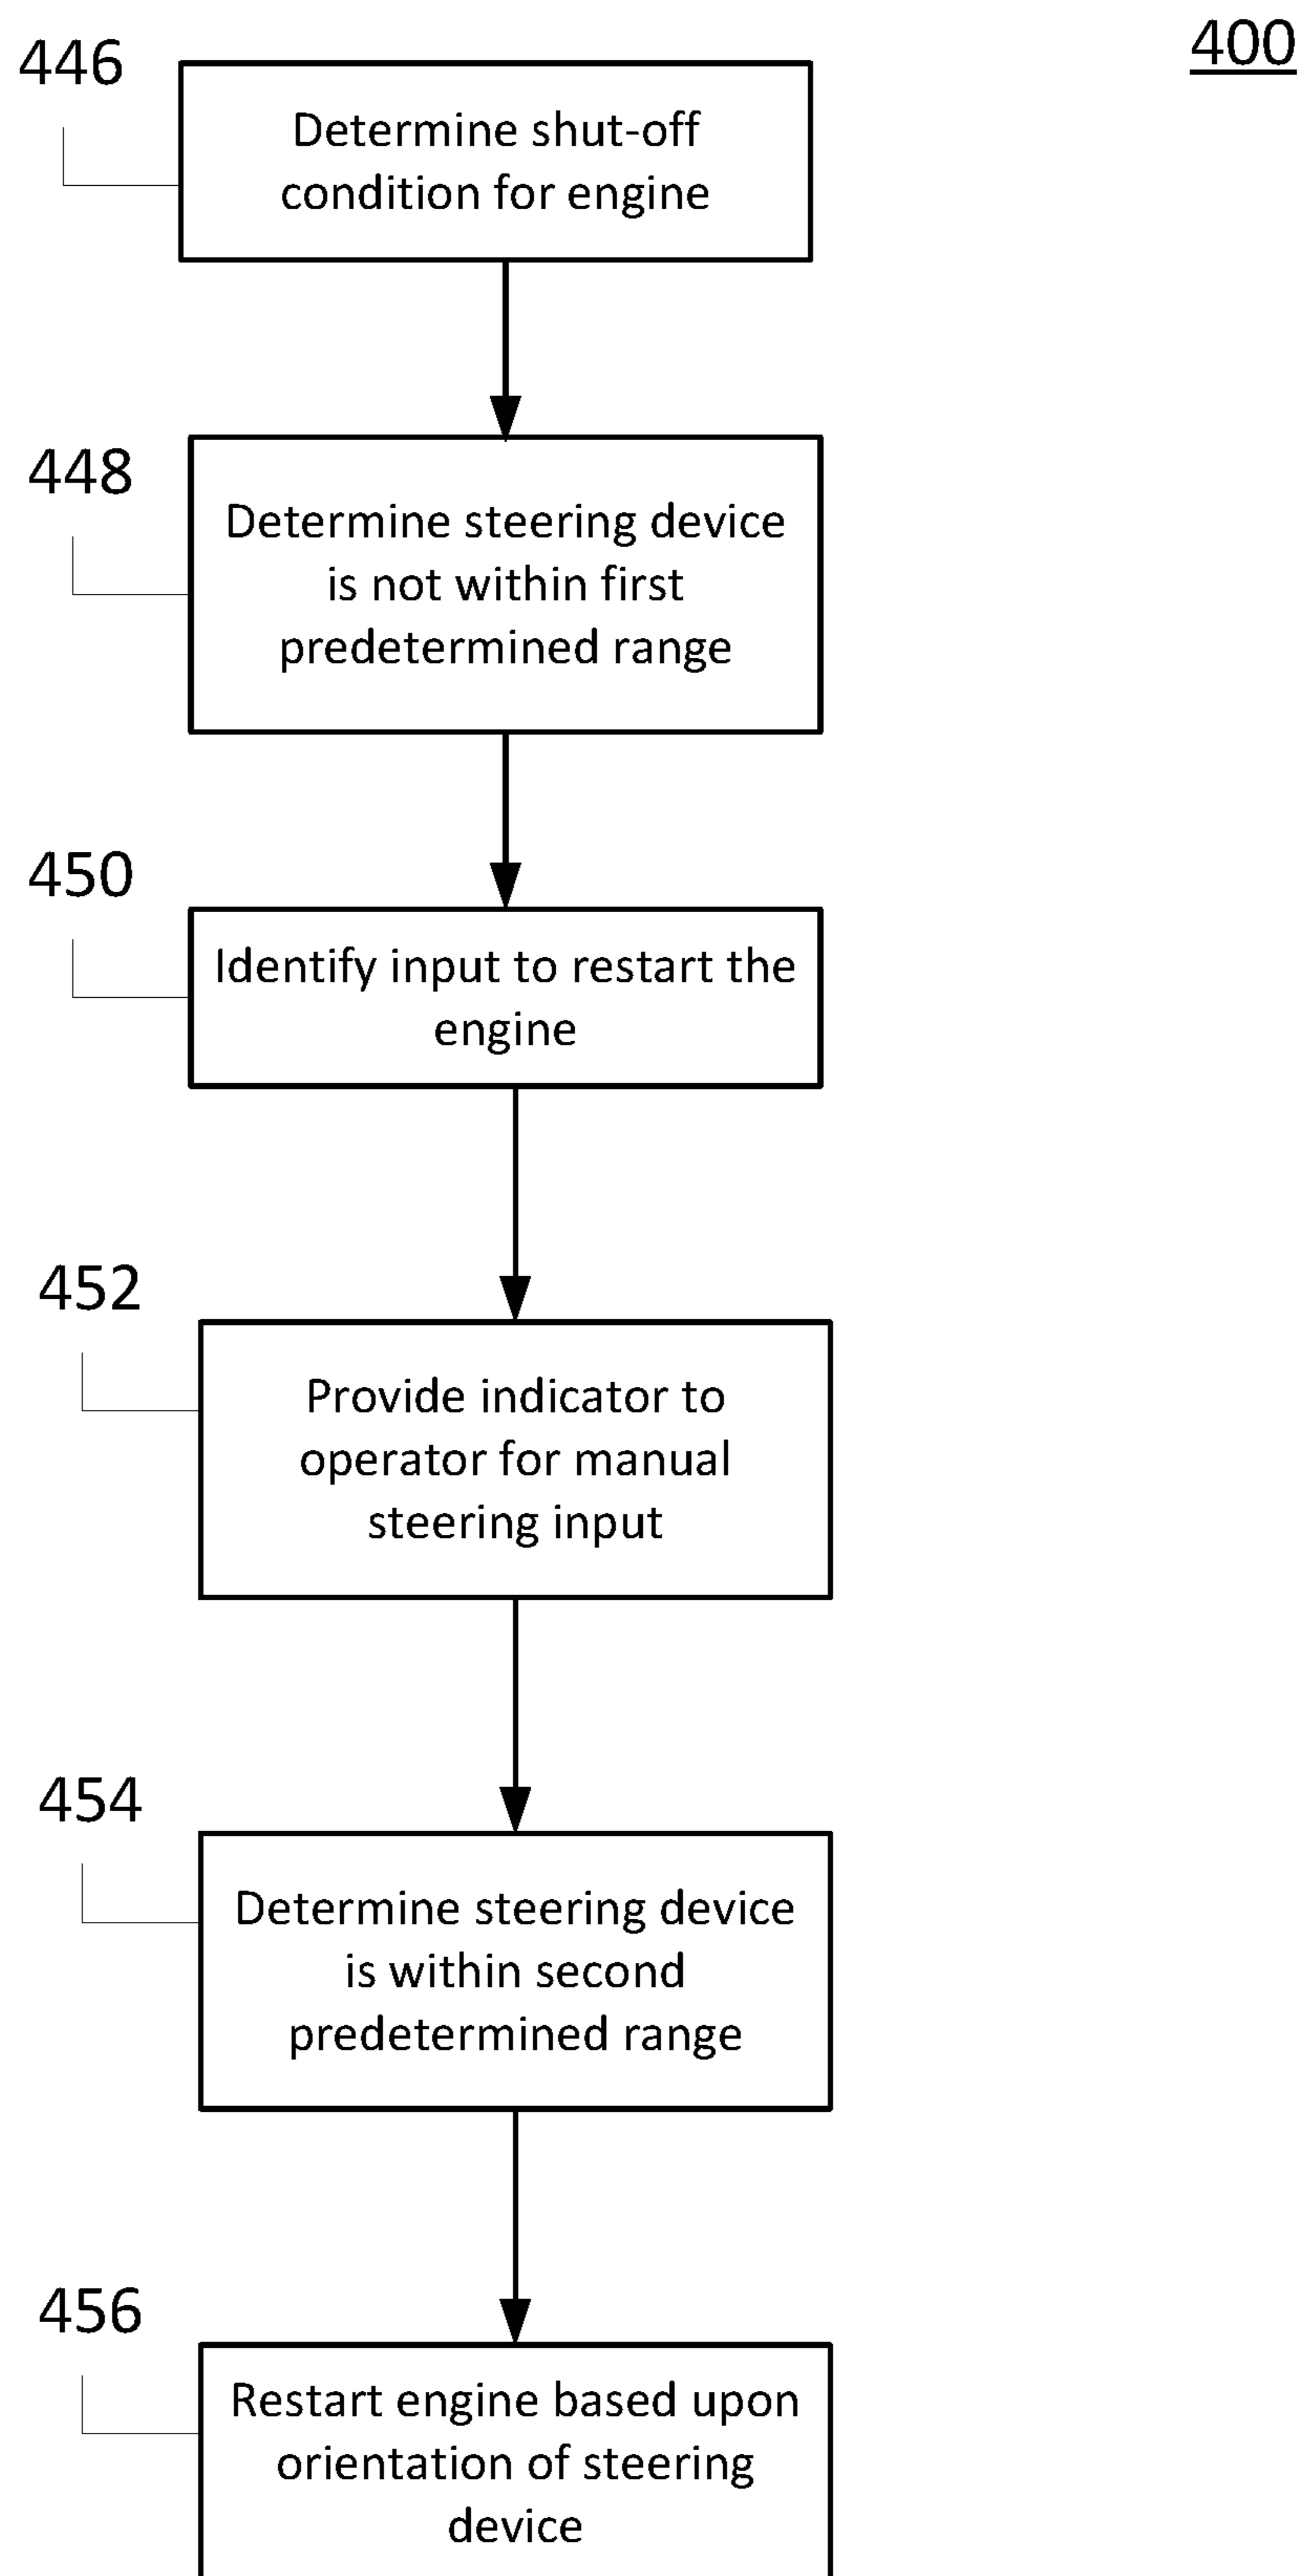 400
446
Determine shut-off
condition for engine
448
Determine steering device
is not within first
predetermined range
450
Identify input to restart the
engine
452
Provide indicator to
operator for manual
steering input
454
Determine steering device
is within second
predetermined range
456
Restart engine based upon
orientation of steering
device